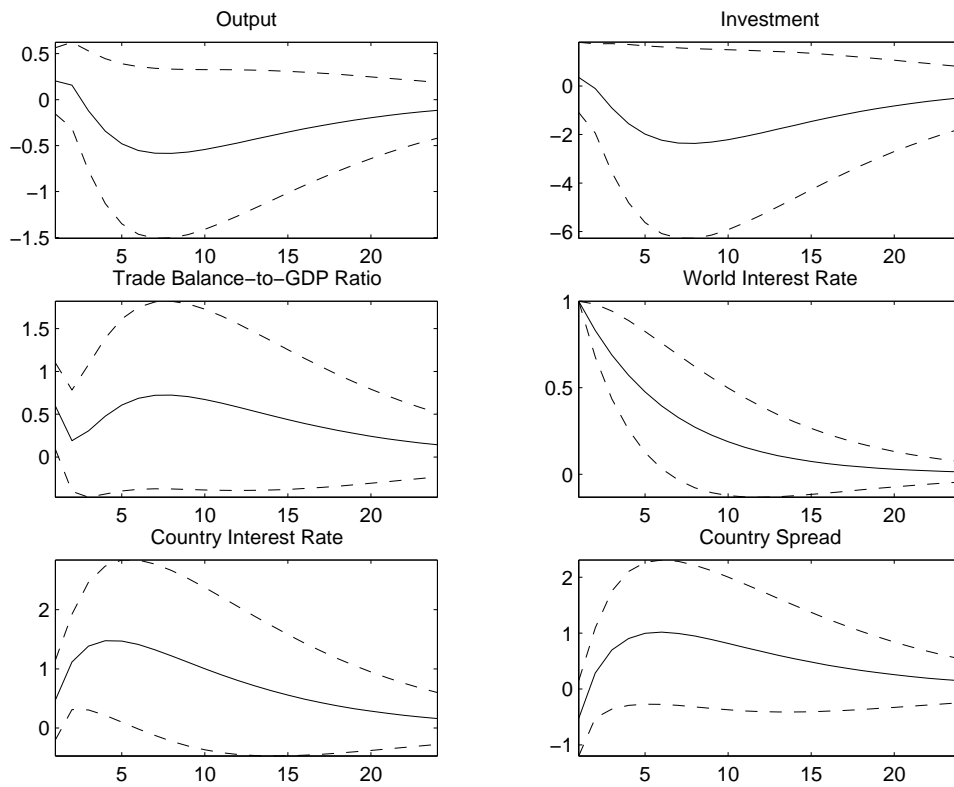 Output
0.5
0
−0.5
−1
−1.5
5 10 15 20
Investment
0
−2
−4
−6
5 10 15 20
Trade Balance−to−GDP Ratio
1.5
1
0.5
0
5 10 15 20
World Interest Rate
1
0.5
0
5 10 15 20
Country Interest Rate
2
1
0
5 10 15 20
Country Spread
2
1
0
−1
5 10 15 20